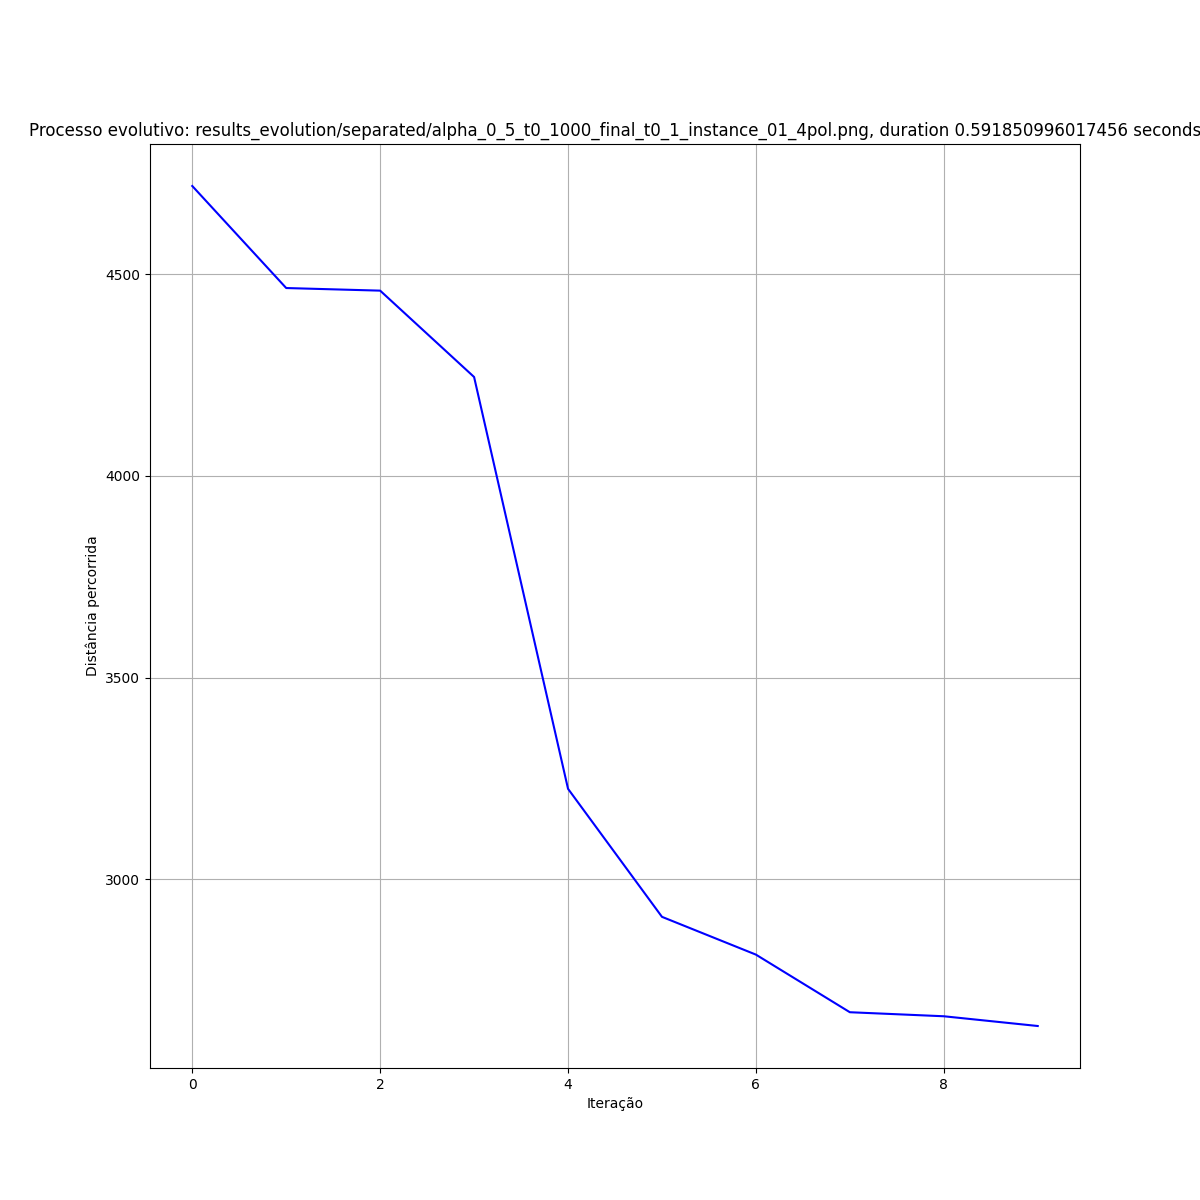 Processo evolutivo: results_evolution/separated/alpha_0_5_t0_1000_final_t0_1_instance_01_4pol.png, duration 0.591850996017456 seconds
4500
4000
3500
3000
Distância percorrida
0 2 4 6 8
Iteração